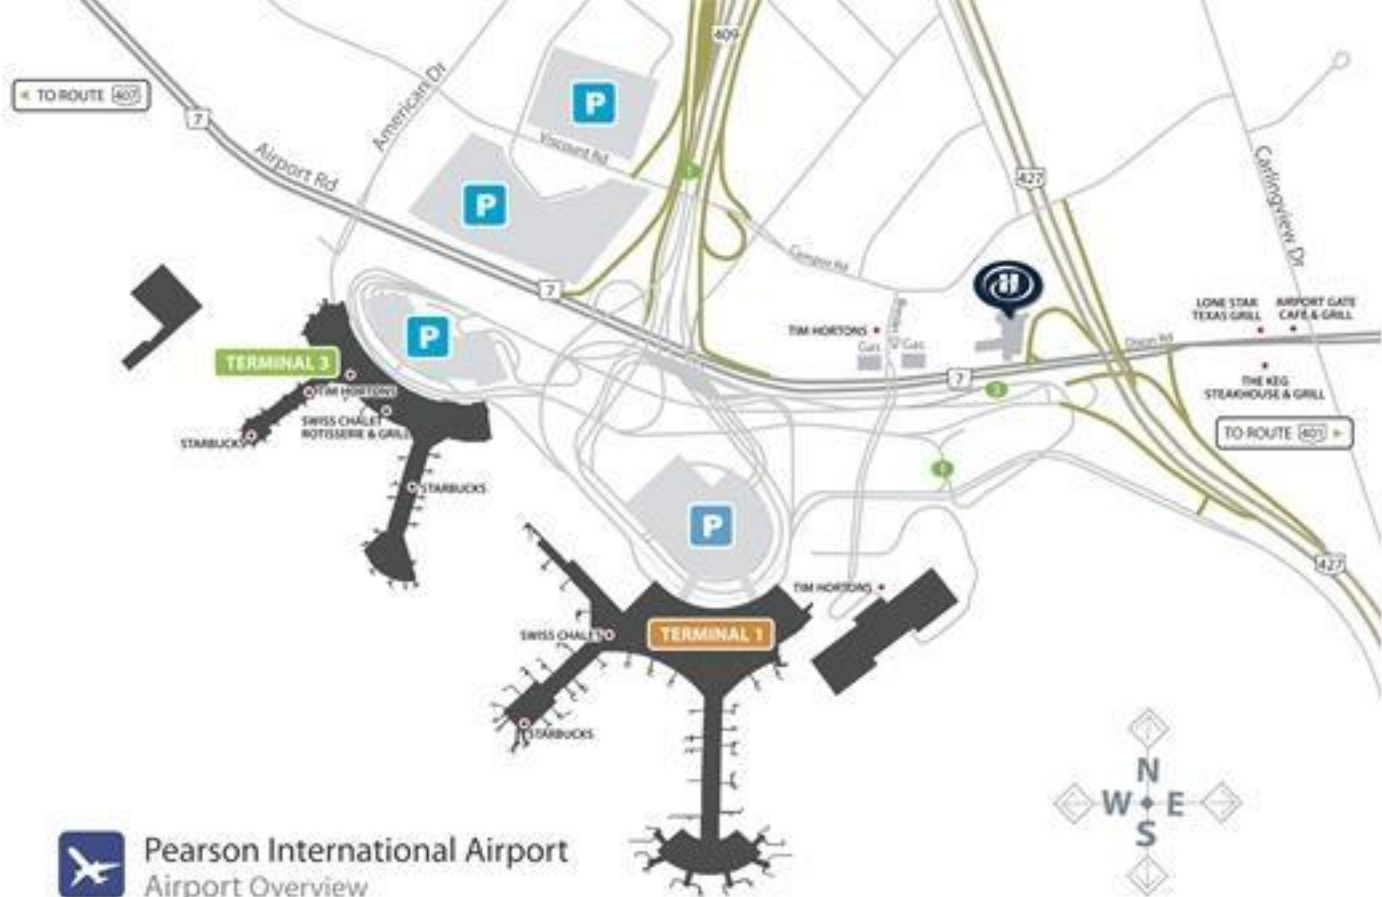 409
TO ROUTE 407
7
Airport Rd
American Dr
P
Viscount Rd
P
427
Carlingview Dr
7
P
TERMINAL 3
TIM HORTONS
SWISS CHALET
ROTISSERIE & GRILL
STARBUCKS
STARBUCKS
TIM HORTONS
Gas
Gas
H
LONE STAR
TEXAS GRILL
AIRPORT GATE
CAFE & GRILL
Dixon Rd
7
3
THE KEG
STEAKHOUSE & GRILL
TO ROUTE 401
P
427
TIM HORTONS
SWISS CHALET
TERMINAL 1
STARBUCKS
N
W E
S
Pearson International Airport
Airport Overview